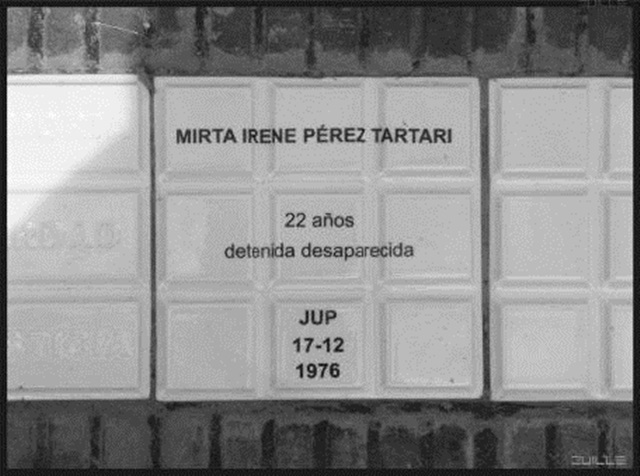 MIRTA IRENE PÉREZ TARTARI
22 años
detenida desaparecida
JUP
17-12
1976